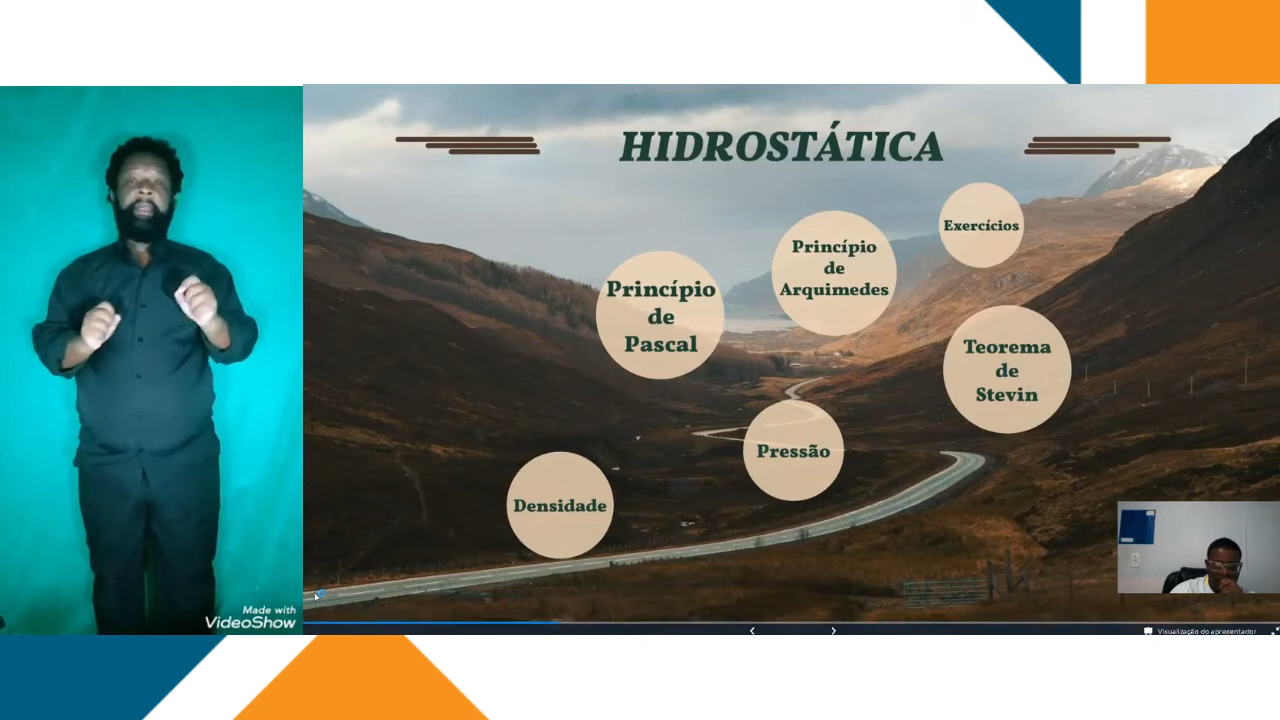 HIDROSTÁTICA
Exercícios
Princípio
de
Arquimedes
Princípio
de
Pascal
Teorema
de
Stevin
Pressão
Densidade
Made with
VideoShow
Visualização do apresentador